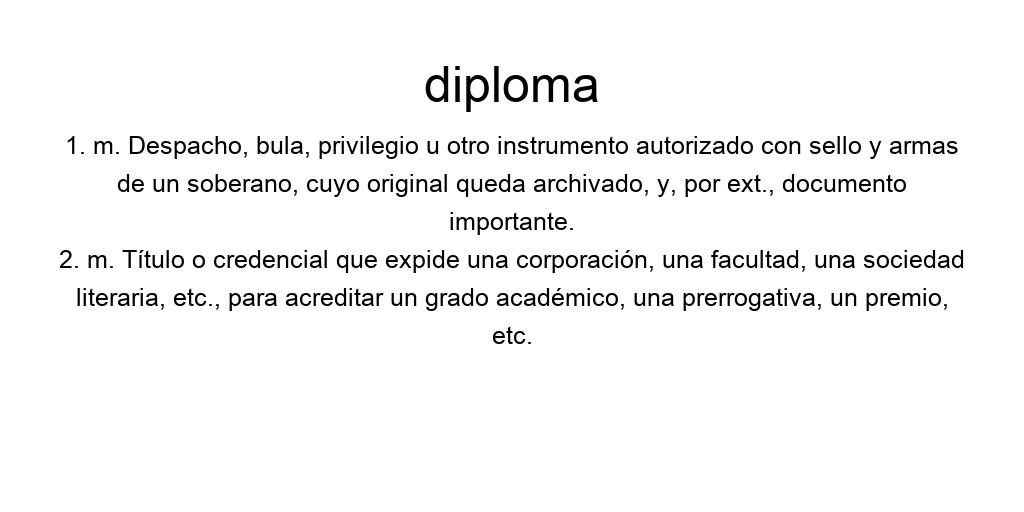 diploma
1. m. Despacho, bula, privilegio u otro instrumento autorizado con sello y armas
de un soberano, cuyo original queda archivado, y, por ext., documento
importante.
2. m. Título o credencial que expide una corporación, una facultad, una sociedad
literaria, etc., para acreditar un grado académico, una prerrogativa, un premio,
etc.